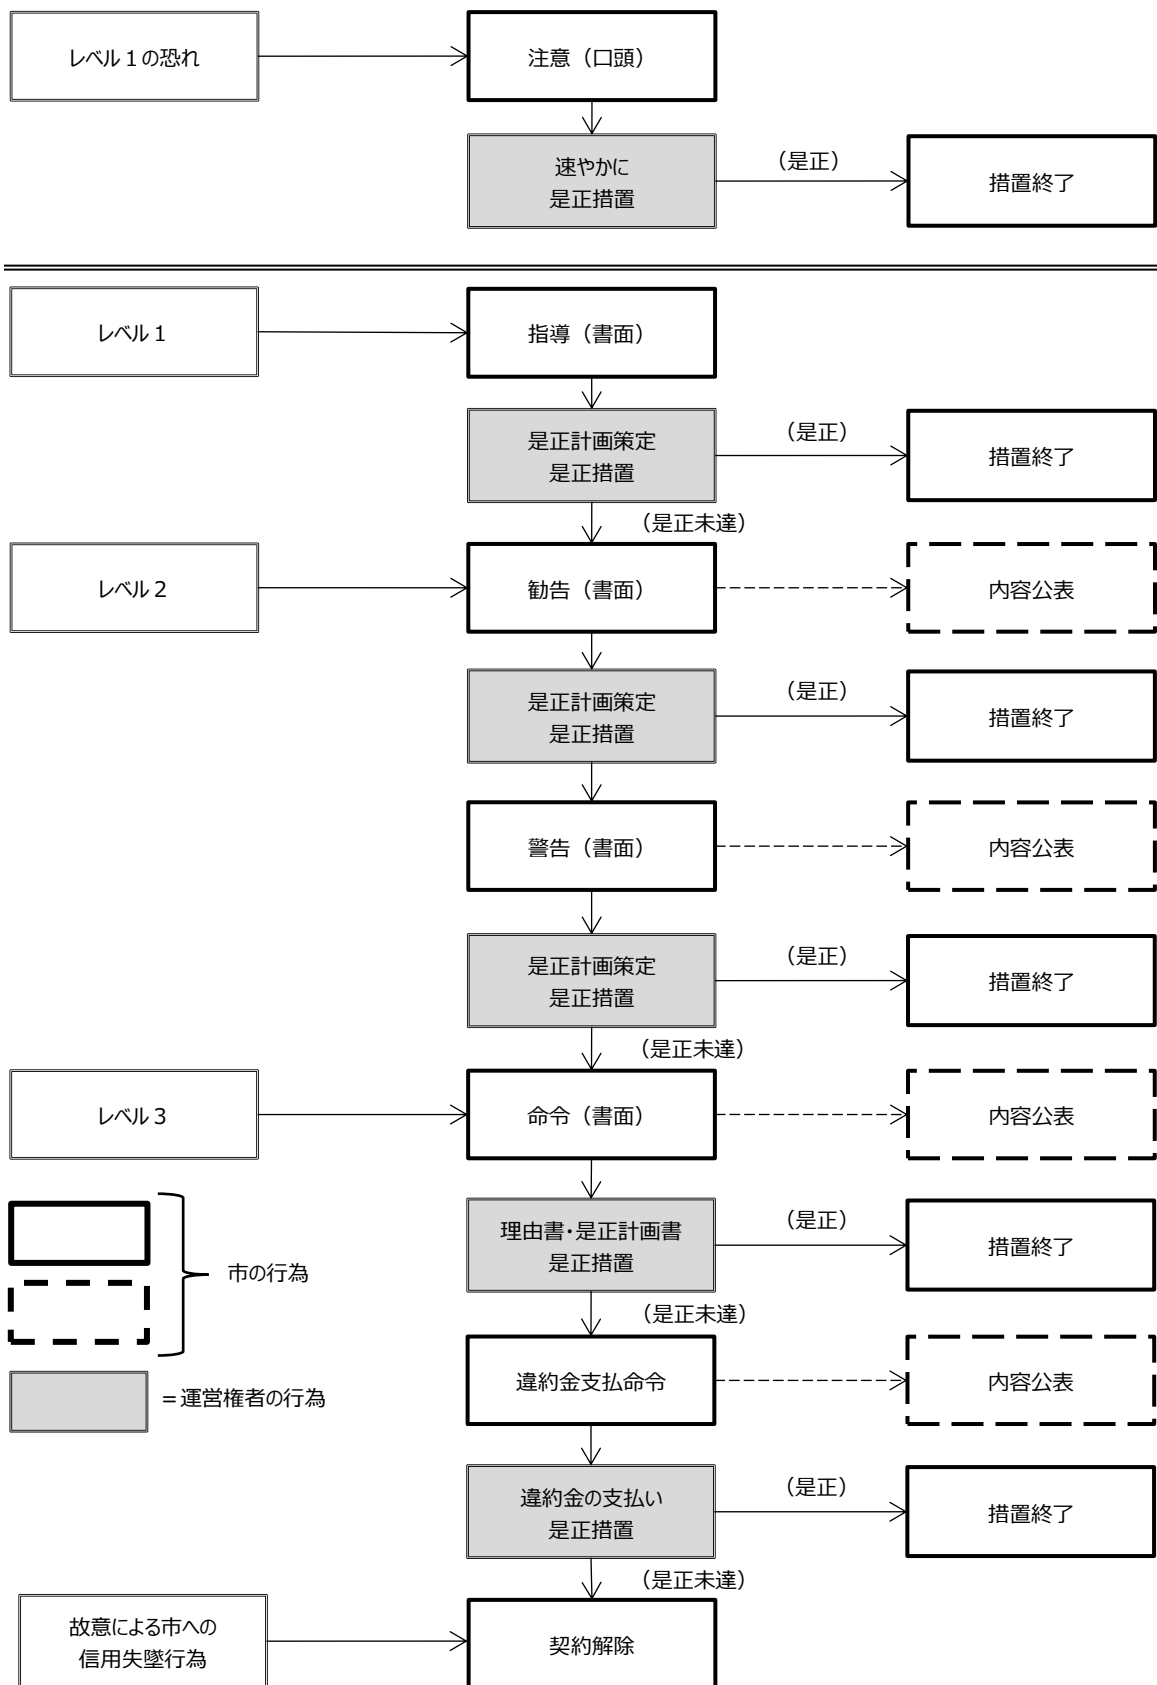 レベル１の恐れ
注意（口頭）
速やかに
是正措置
（是正）
措置終了
レベル１
指導（書面）
是正計画策定
是正措置
（是正）
措置終了
（是正未達）
レベル２
勧告（書面）
内容公表
是正計画策定
是正措置
（是正）
措置終了
警告（書面）
内容公表
是正計画策定
是正措置
（是正）
措置終了
（是正未達）
レベル３
命令（書面）
内容公表
理由書・是正計画書
是正措置
（是正）
措置終了
市の行為
（是正未達）
違約金支払命令
内容公表
＝運営権者の行為
違約金の支払い
是正措置
（是正）
措置終了
（是正未達）
故意による市への
信用失墜行為
契約解除